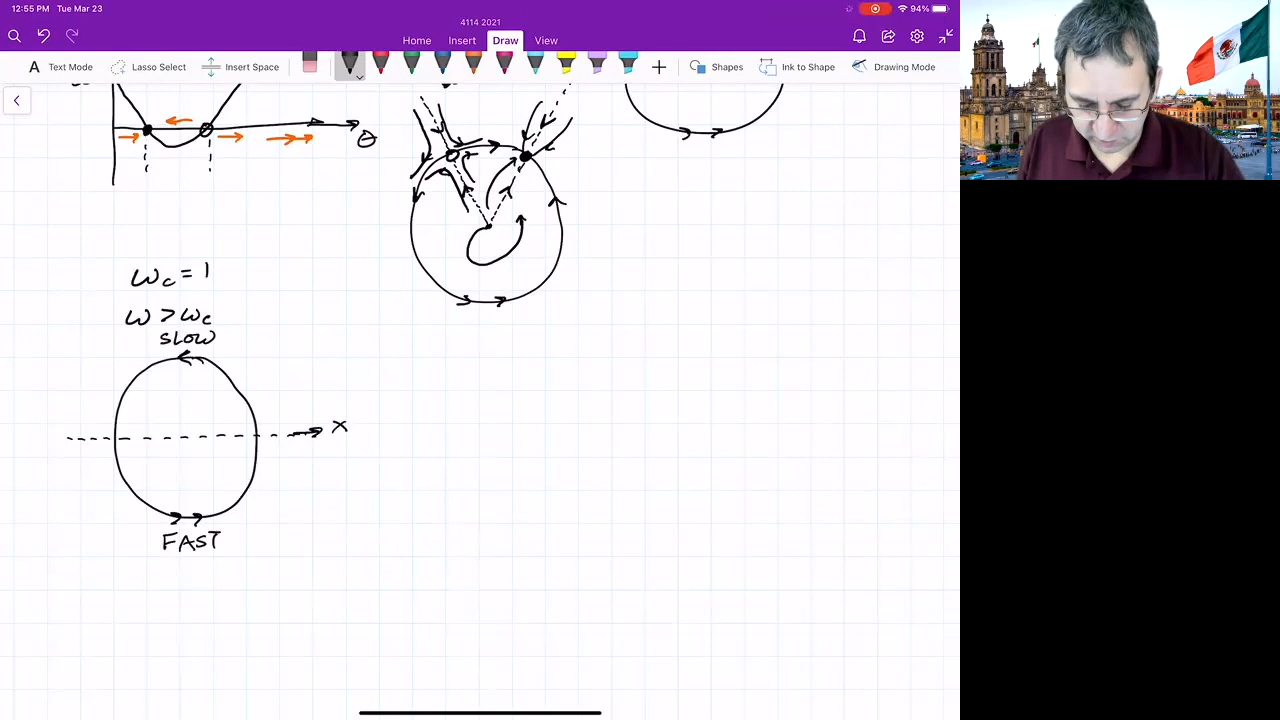 12:55 PM Tue Mar 23
94%
4114 2021
Home Insert Draw View
A Text Mode Lasso Select Insert Space Shapes Ink to Shape Drawing Mode
θ
ω_c = 1
ω > ω_c
SLOW
x
FAST